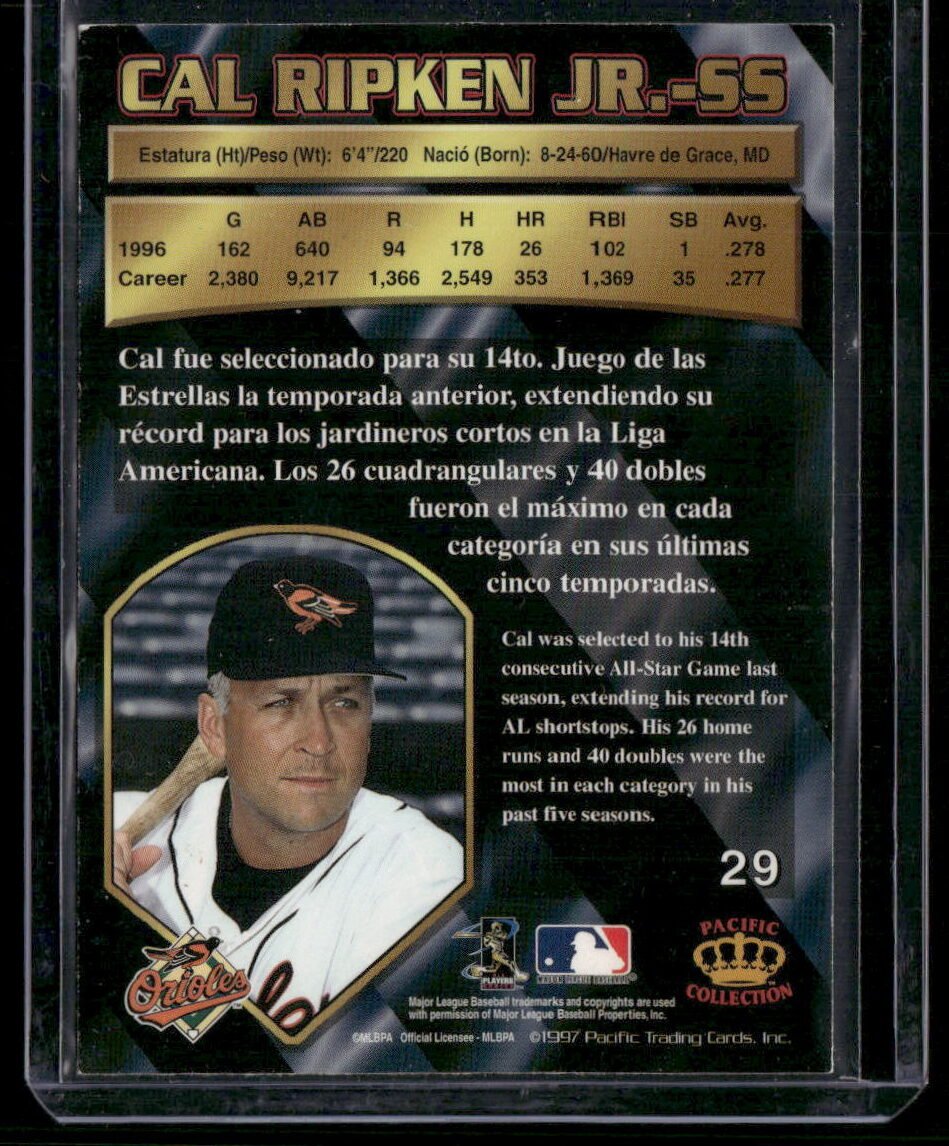 CAL RIPKEN JR.-SS
Estatura (Ht)/Peso (Wt): 6'4"/220 Nació (Born): 8-24-60/Havre de Grace, MD
G AB R H HR RBI SB Avg.
1996 162 640 94 178 26 102 1 .278
Career 2,380 9,217 1,366 2,549 353 1,369 35 .277
Cal fue seleccionado para su 14to. Juego de las
Estrellas la temporada anterior, extendiendo su
récord para los jardineros cortos en la Liga
Americana. Los 26 cuadrangulares y 40 dobles
fueron el máximo en cada
categoría en sus últimas
cinco temporadas.
Cal was selected to his 14th
consecutive All-Star Game last
season, extending his record for
AL shortstops. His 26 home
runs and 40 doubles were the
most in each category in his
past five seasons.
29
Orioles
PLAYERS
MAJOR LEAGUE BASEBALL
PACIFIC
COLLECTION™
Major League Baseball trademarks and copyrights are used
with permission of Major League Baseball Properties, Inc.
©MLBPA Official Licensee - MLBPA ©1997 Pacific Trading Cards, Inc.